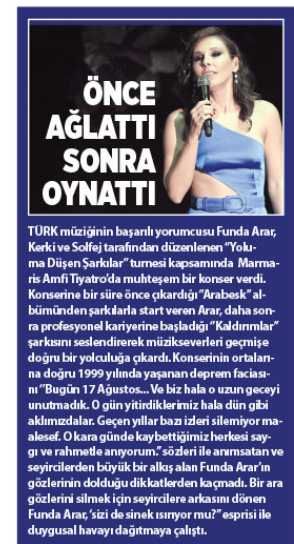 ÖNCE
AĞLATTI
SONRA
OYNATTI
TÜRK müziğinin başarılı yorumcusu Funda Arar,
Kerki ve Solfej tarafından düzenlenen "Yolu-
ma Düşen Şarkılar" turnesi kapsamında Marma-
ris Amfi Tiyatro'da muhteşem bir konser verdi.
Konserine bir süre önce çıkardığı "Arabesk" al-
bümünden şarkılarla start veren Arar, daha son-
ra profesyonel kariyerine başladığı "Kaldırımlar"
şarkısını seslendirerek müzikseverleri geçmişe
doğru bir yolculuğa çıkardı. Konserinin ortaları-
na doğru 1999 yılında yaşanan deprem faciası-
nı "Bugün 17 Ağustos... Ve biz hala o uzun geceyi
unutmadık. O gün yitirdiklerimiz hala dün gibi
aklımızdalar. Geçen yıllar bazı izleri silemiyor ma-
alesef. O kara günde kaybettiğimiz herkesi say-
gı ve rahmetle anıyorum." sözleri ile anımsatan ve
seyircilerden büyük bir alkış alan Funda Arar'ın
gözlerinin dolduğu dikkatlerden kaçmadı. Bir ara
gözlerini silmek için seyircilere arkasını dönen
Funda Arar, 'sizi de sinek ısırıyor mu?" esprisi ile
duygusal havayı dağıtmaya çalıştı.